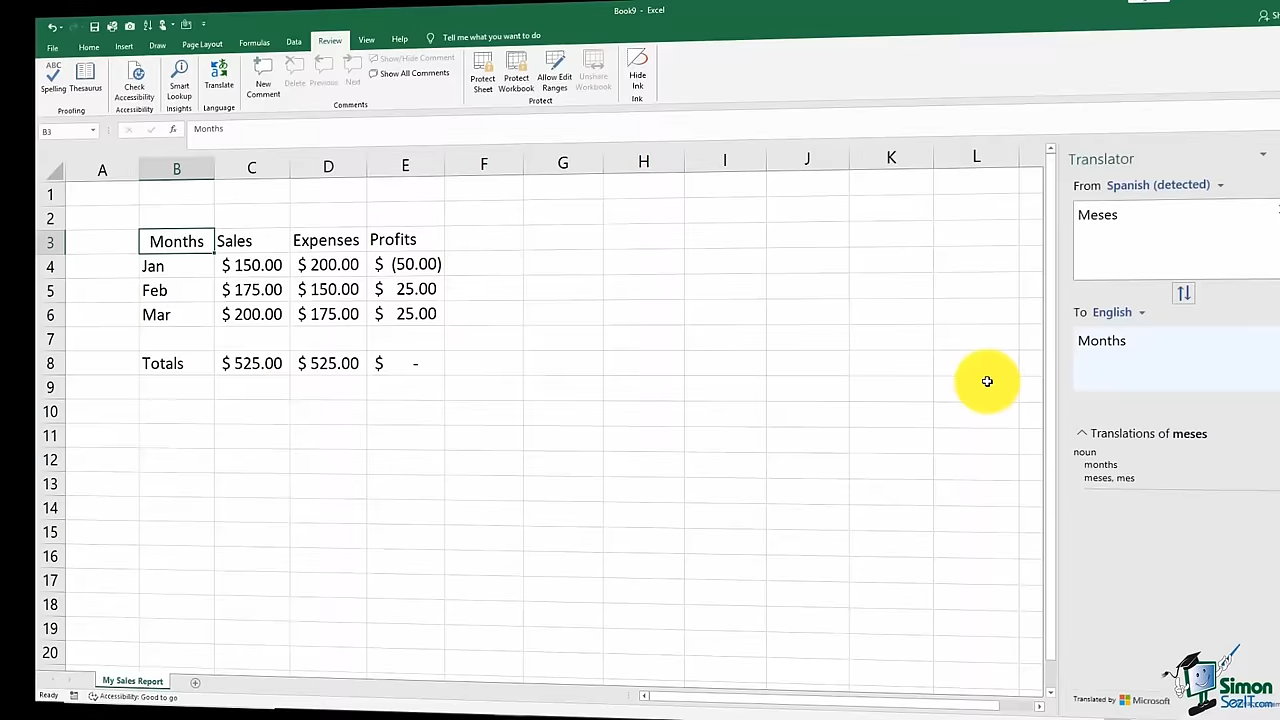 Book9 - Excel
File Home Insert Draw Page Layout Formulas Data Review View Help Tell me what you want to do
ABC
Spelling Thesaurus
Proofing
Check Accessibility
Accessibility
Smart Lookup
Insights
Translate
Language
New Comment Delete Previous Next
Show/Hide Comment
Show All Comments
Comments
Protect Sheet Protect Workbook Allow Edit Ranges Unshare Workbook
Protect
Hide Ink
Ink
B3 fx Months
A B C D E F G H I J K L
1
2
3 Months Sales Expenses Profits
4 Jan $ 150.00 $ 200.00 $ (50.00)
5 Feb $ 175.00 $ 150.00 $ 25.00
6 Mar $ 200.00 $ 175.00 $ 25.00
7
8 Totals $ 525.00 $ 525.00 $ -
9
10
11
12
13
14
15
16
17
18
19
20
My Sales Report
Ready Accessibility: Good to go
Translator
From Spanish (detected)
Meses
To English
Months
Translations of meses
noun
months
meses, mes
Translated by Microsoft
Simon
SezIt.com